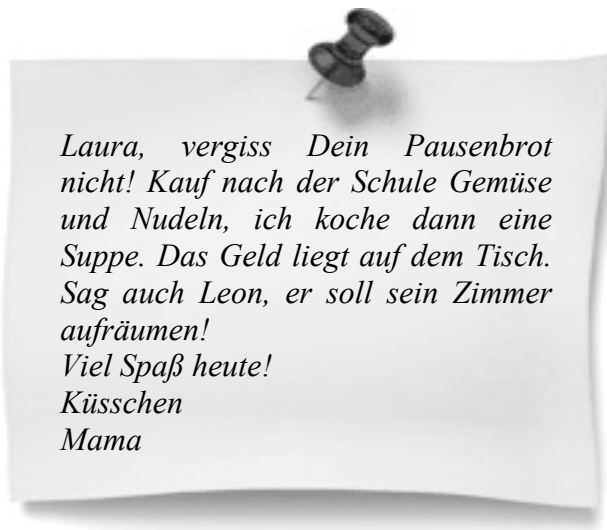 Laura, vergiss Dein Pausenbrot
nicht! Kauf nach der Schule Gemüse
und Nudeln, ich koche dann eine
Suppe. Das Geld liegt auf dem Tisch.
Sag auch Leon, er soll sein Zimmer
aufräumen!
Viel Spaß heute!
Küsschen
Mama